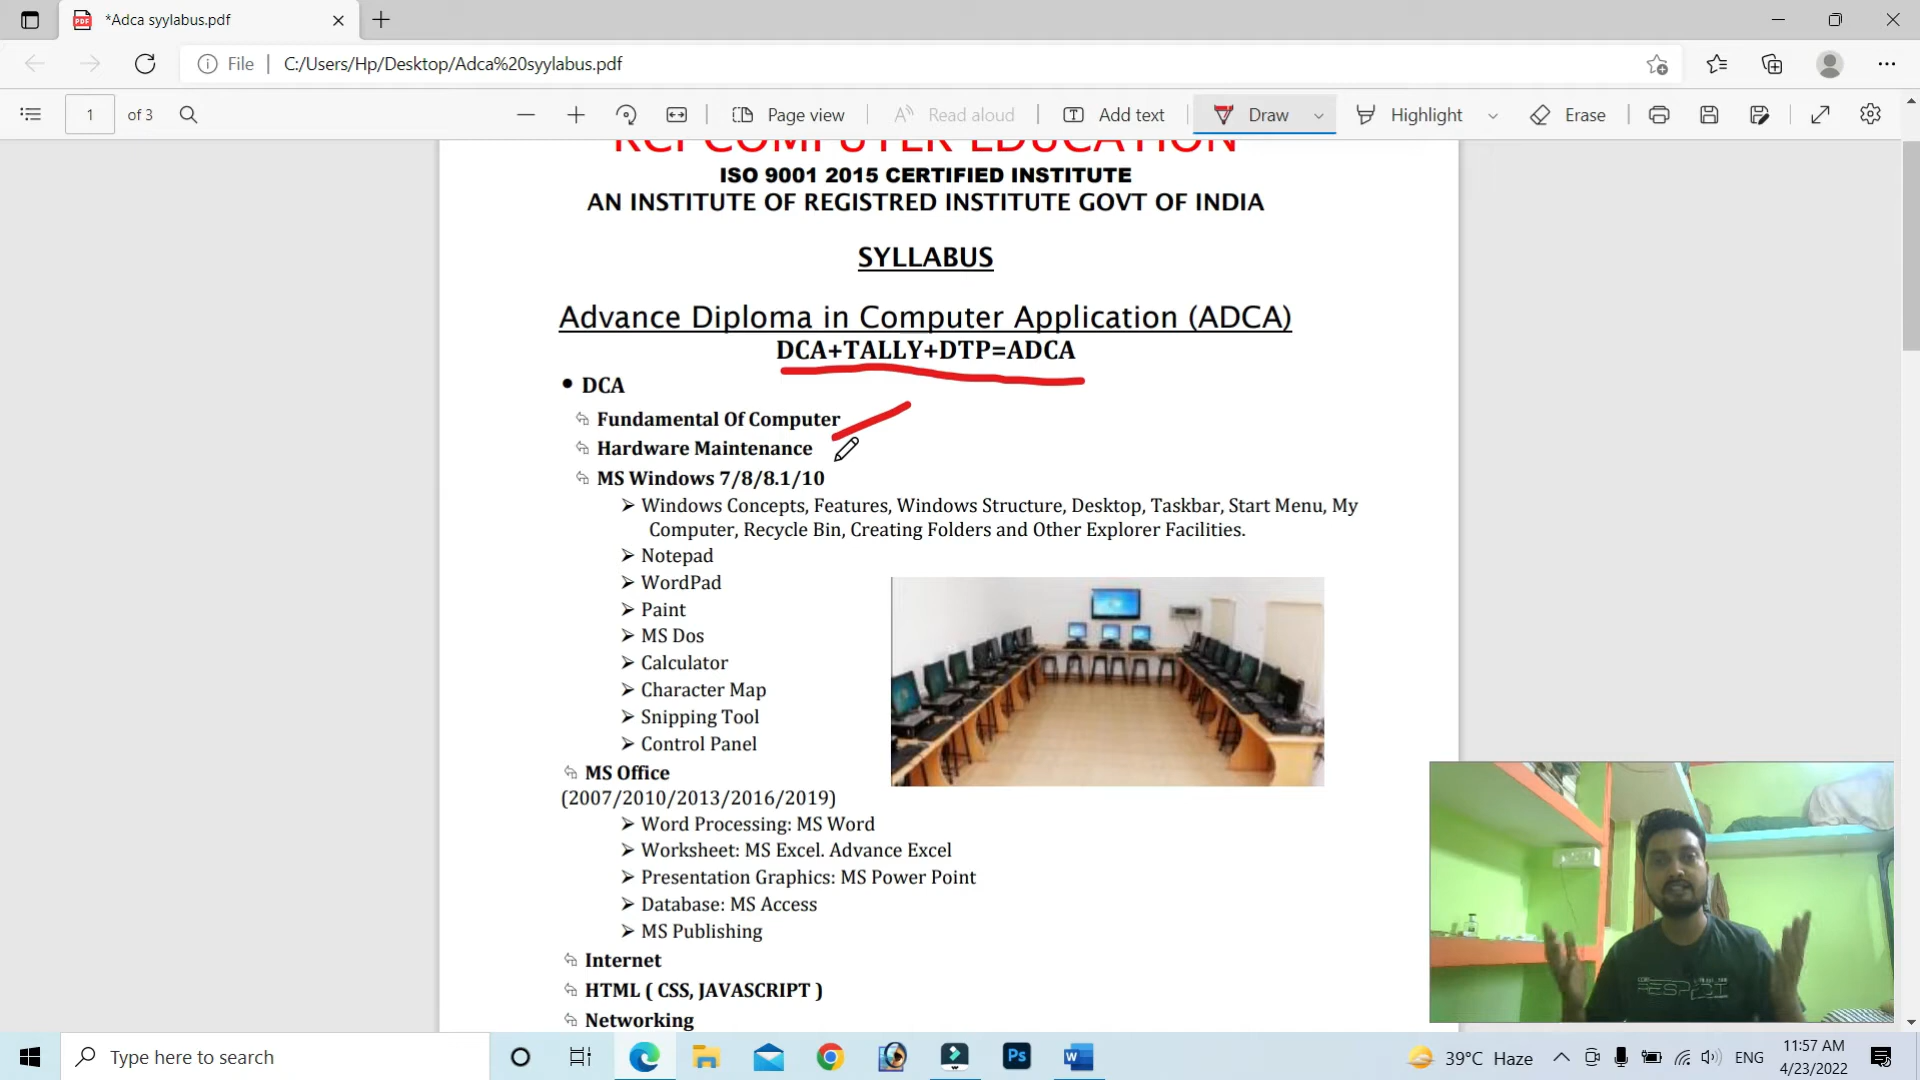 *Adca syylabus.pdf
File
C:/Users/Hp/Desktop/Adca%20syylabus.pdf
1 of 3
Page view
Read aloud
Add text
Draw
Highlight
Erase
RCI COMPUTER EDUCATION
ISO 9001 2015 CERTIFIED INSTITUTE
AN INSTITUTE OF REGISTRED INSTITUTE GOVT OF INDIA
SYLLABUS
Advance Diploma in Computer Application (ADCA)
DCA+TALLY+DTP=ADCA
• DCA
Fundamental Of Computer
Hardware Maintenance
MS Windows 7/8/8.1/10
➢ Windows Concepts, Features, Windows Structure, Desktop, Taskbar, Start Menu, My
Computer, Recycle Bin, Creating Folders and Other Explorer Facilities.
➢ Notepad
➢ WordPad
➢ Paint
➢ MS Dos
➢ Calculator
➢ Character Map
➢ Snipping Tool
➢ Control Panel
MS Office
(2007/2010/2013/2016/2019)
➢ Word Processing: MS Word
➢ Worksheet: MS Excel. Advance Excel
➢ Presentation Graphics: MS Power Point
➢ Database: MS Access
➢ MS Publishing
Internet
HTML ( CSS, JAVASCRIPT )
Networking
RESPECT
Type here to search
Ps
39°C Haze
ENG
11:57 AM
4/23/2022